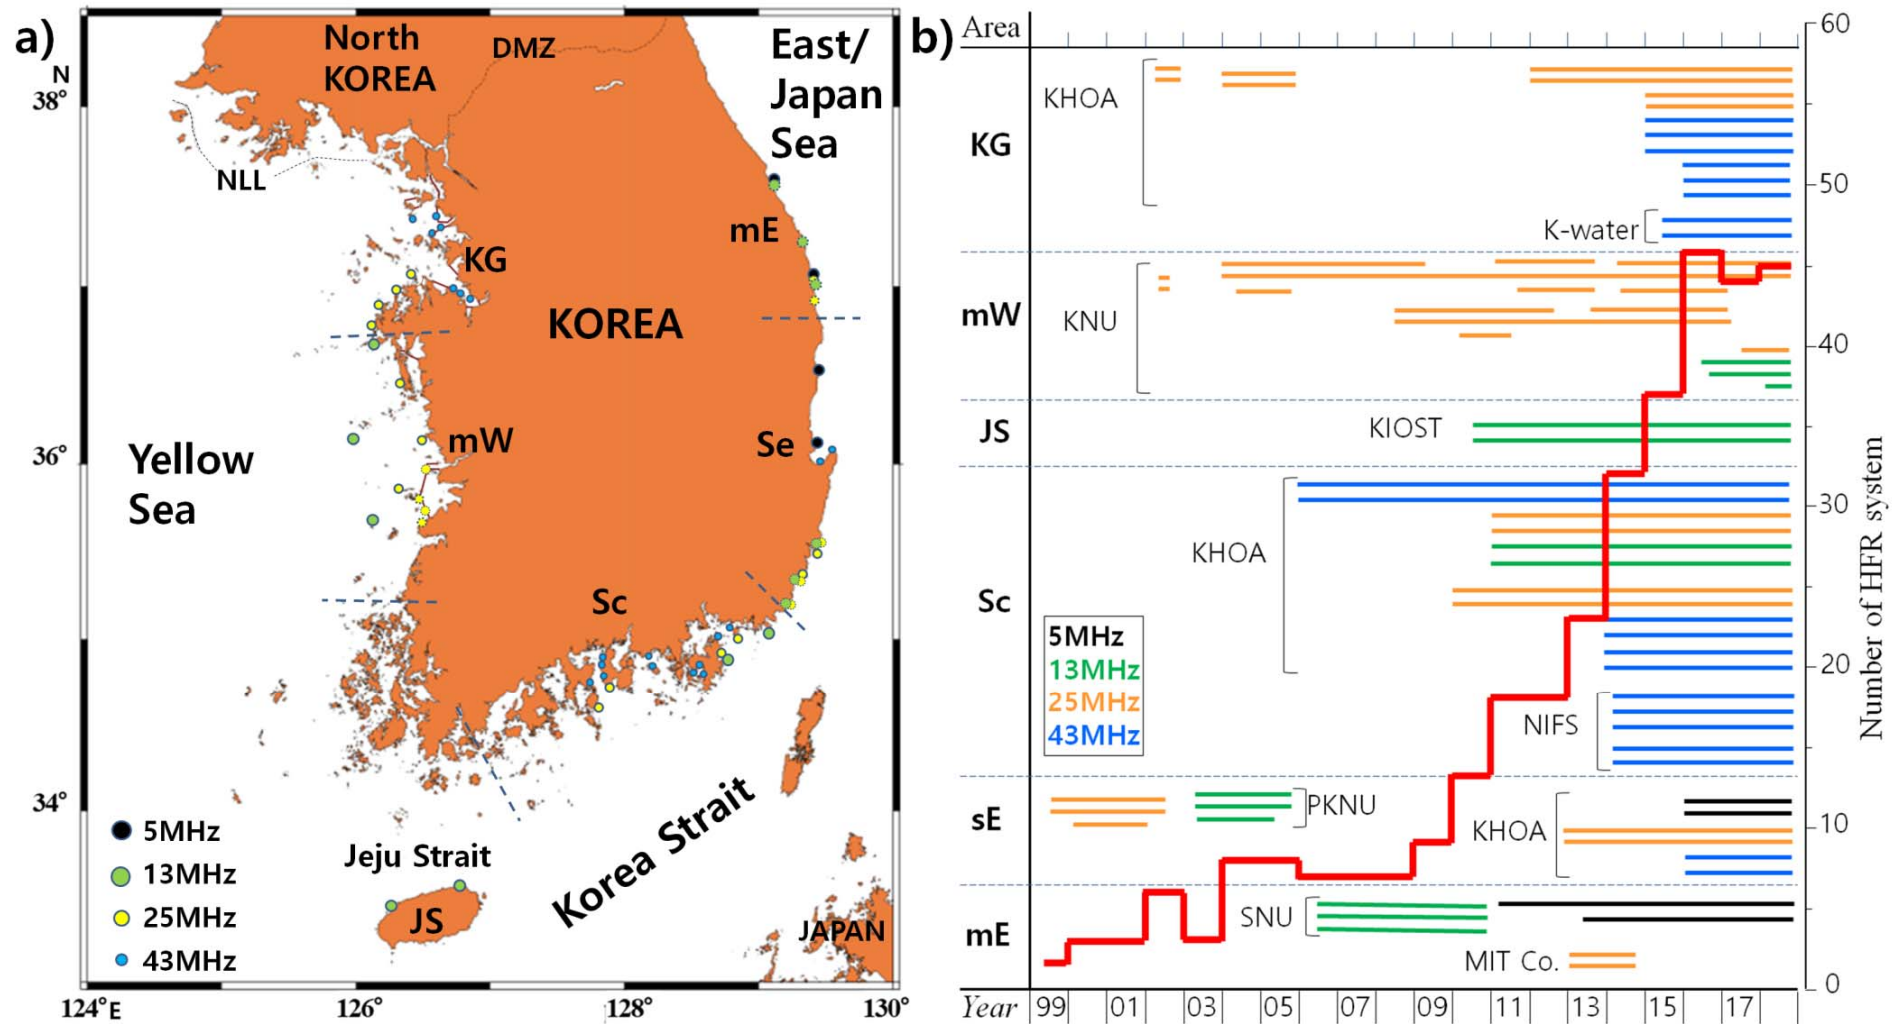 a)
North
KOREA
DMZ
East/
Japan
Sea
N
38°
NLL
mE
KG
KOREA
36°
Yellow
Sea
mW
Se
Sc
34°
5MHz
13MHz
25MHz
43MHz
Jeju Strait
JS
Korea Strait
JAPAN
124°E
126°
128°
130°
b)
Area
60
KHOA
KG
50
K-water
mW
KNU
40
JS
KIOST
30
KHOA
Sc
5MHz
13MHz
25MHz
43MHz
20
NIFS
Number of HFR system
sE
PKNU
KHOA
10
mE
SNU
MIT Co.
0
Year 99 01 03 05 07 09 11 13 15 17